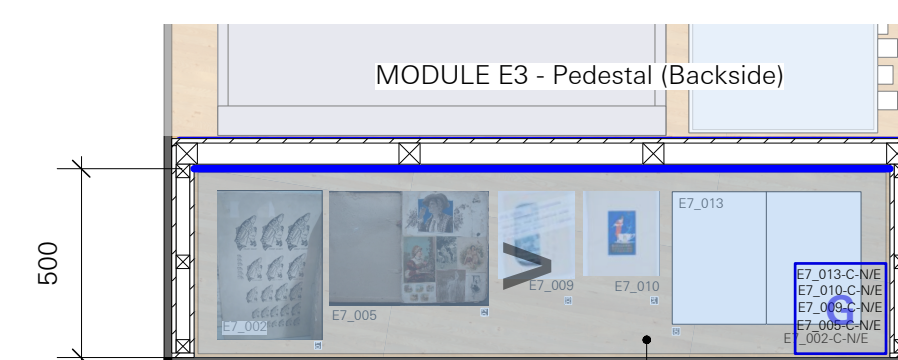 MODULE E3 - Pedestal (Backside)
500
E7_002
E7_005
>
E7_009
E7_010
E7_013
E7_013-C-N/E
E7_010-C-N/E
E7_009-C-N/E
G
E7_005-C-N/E
E7_002-C-N/E